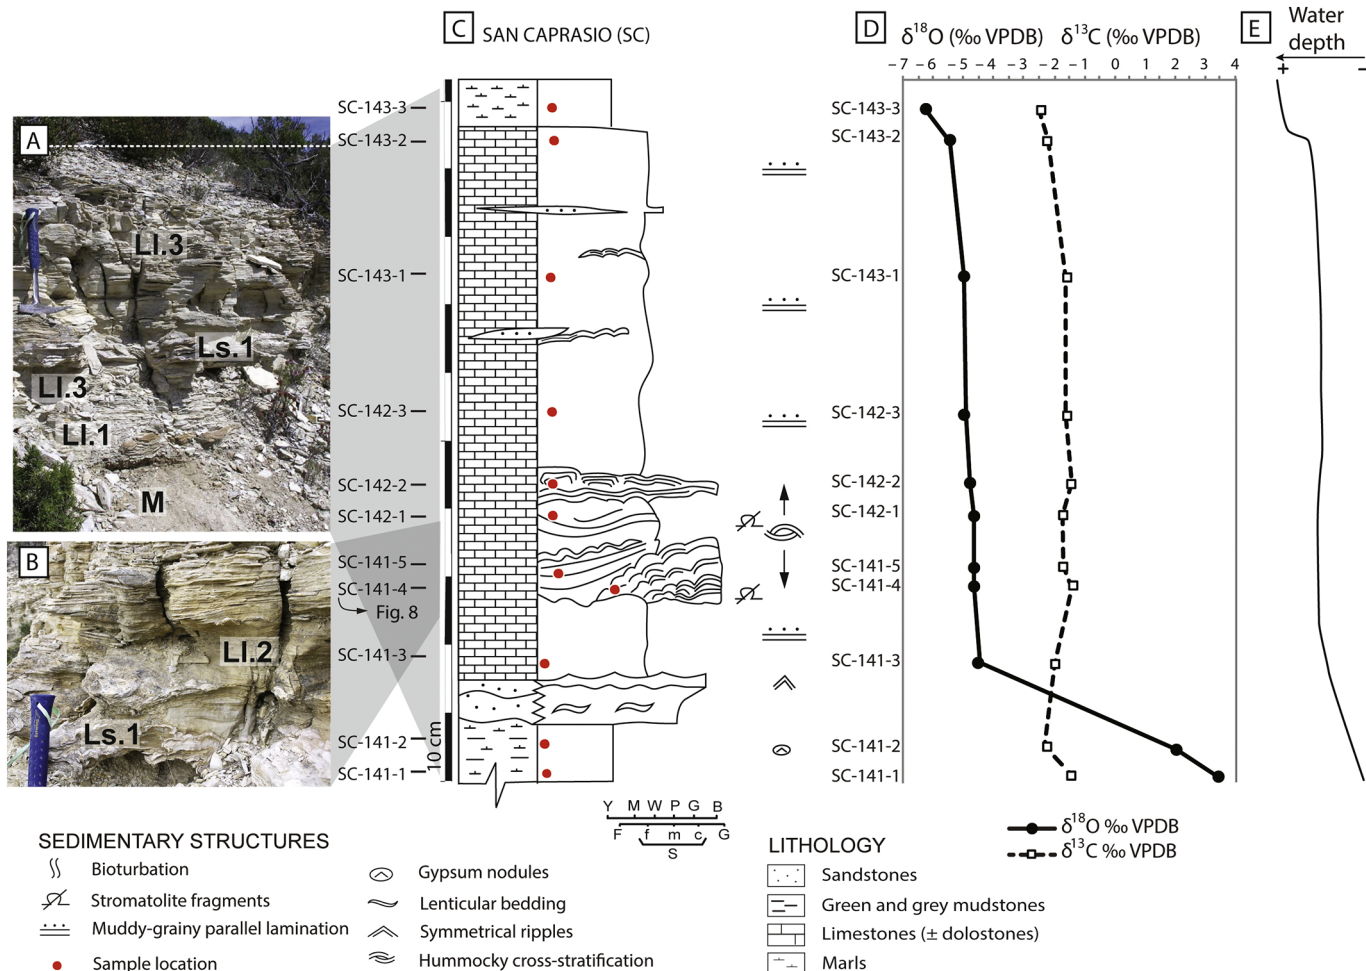 A
Ll.3
Ls.1
Ll.3
Ll.1
M
B
Ll.2
Ls.1
C SAN CAPRASIO (SC)
SC-143-3
SC-143-2
SC-143-1
SC-142-3
SC-142-2
SC-142-1
SC-141-5
SC-141-4
Fig. 8
SC-141-3
SC-141-2
SC-141-1
10 cm
Y M W P G B
F f m c G
S
D δ18O (‰ VPDB) δ13C (‰ VPDB)
−7 −6 −5 −4 −3 −2 −1 0 1 2 3 4
SC-143-3
SC-143-2
SC-143-1
SC-142-3
SC-142-2
SC-142-1
SC-141-5
SC-141-4
SC-141-3
SC-141-2
SC-141-1
δ18O ‰ VPDB
δ13C ‰ VPDB
E Water
depth
+ −
SEDIMENTARY STRUCTURES
Bioturbation
Stromatolite fragments
Muddy-grainy parallel lamination
Sample location
Gypsum nodules
Lenticular bedding
Symmetrical ripples
Hummocky cross-stratification
LITHOLOGY
Sandstones
Green and grey mudstones
Limestones (± dolostones)
Marls